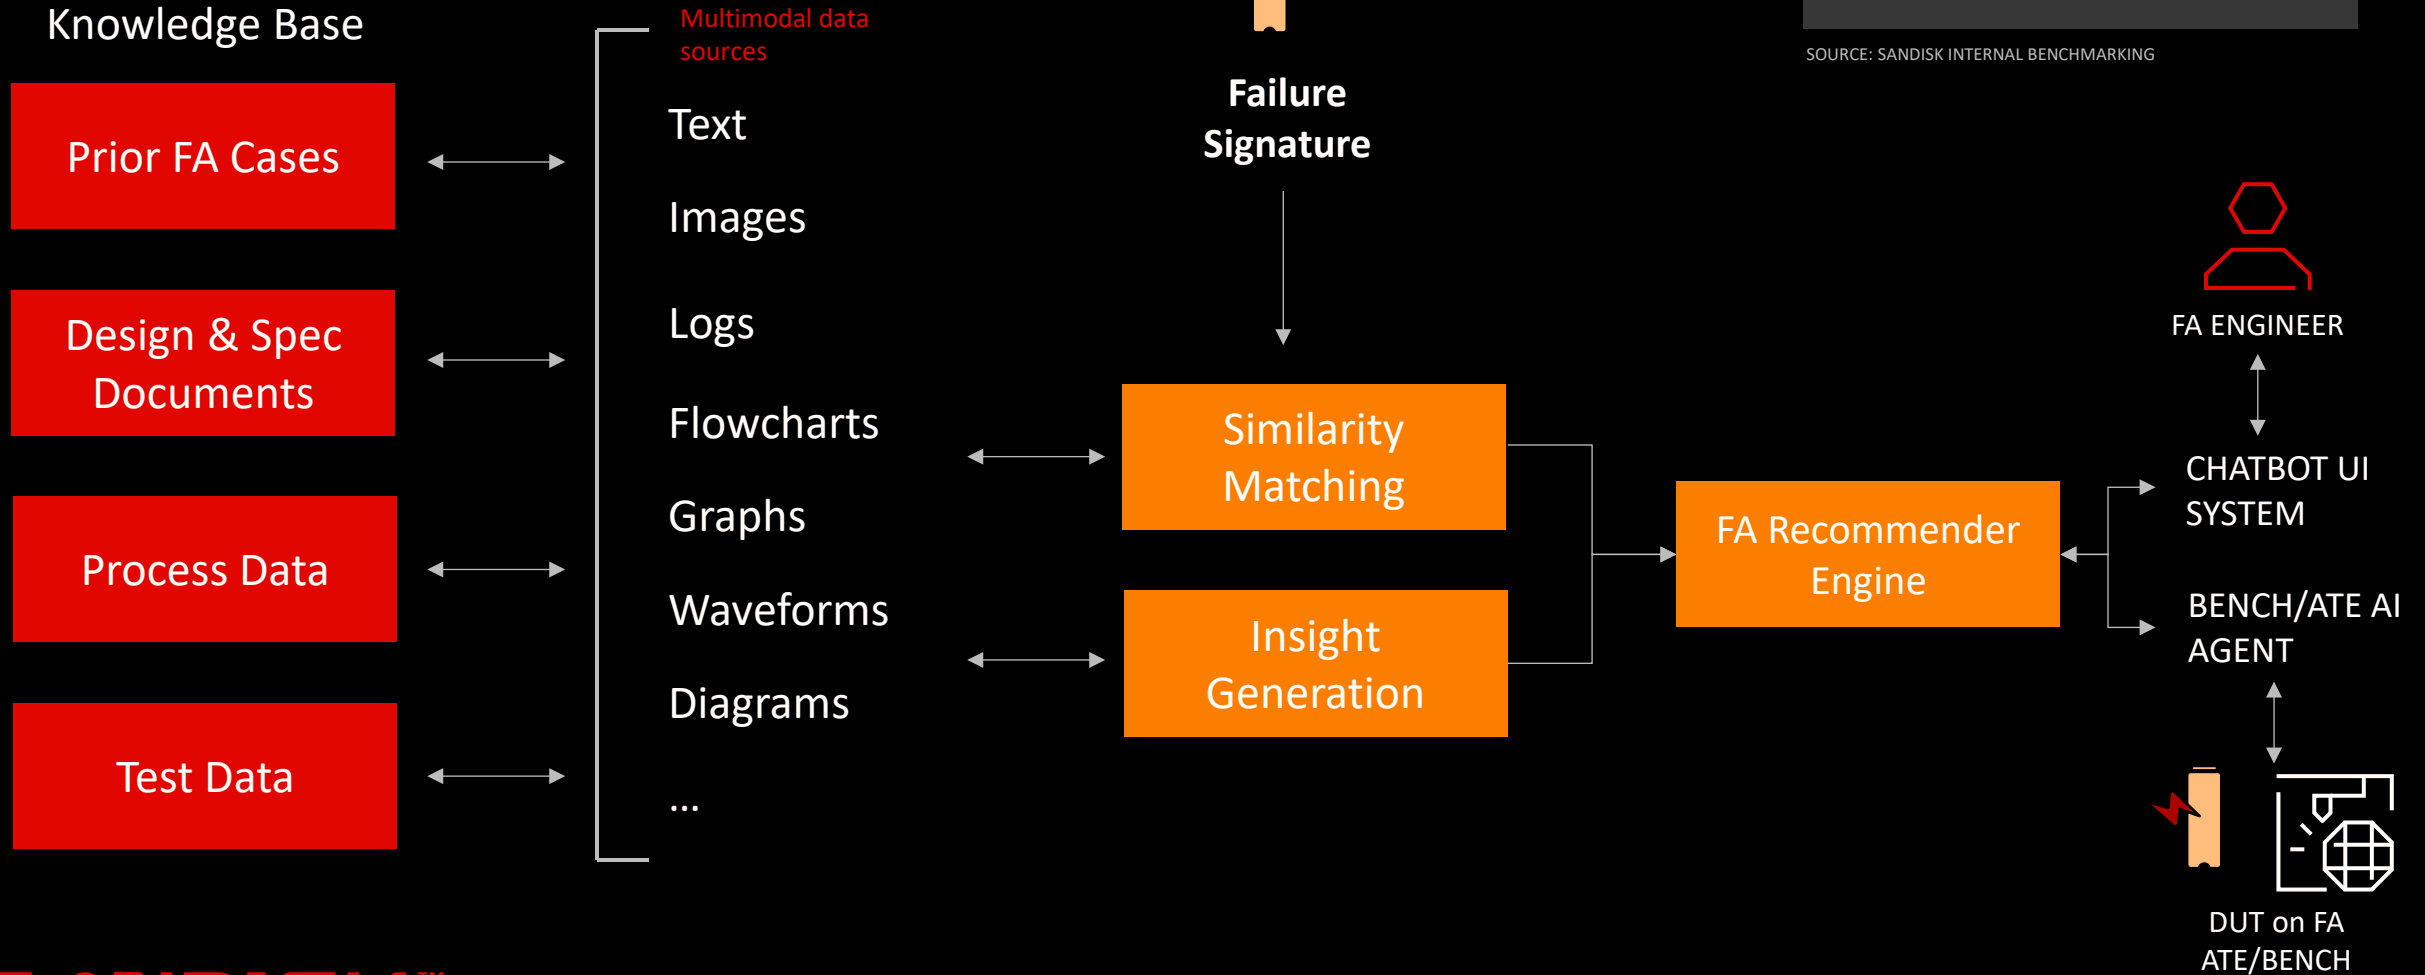 Knowledge Base
Prior FA Cases
Design & Spec
Documents
Process Data
Test Data
Multimodal data
sources
Text
Images
Logs
Flowcharts
Graphs
Waveforms
Diagrams
...
Failure
Signature
Similarity
Matching
Insight
Generation
FA Recommender
Engine
SOURCE: SANDISK INTERNAL BENCHMARKING
FA ENGINEER
CHATBOT UI
SYSTEM
BENCH/ATE AI
AGENT
DUT on FA
ATE/BENCH